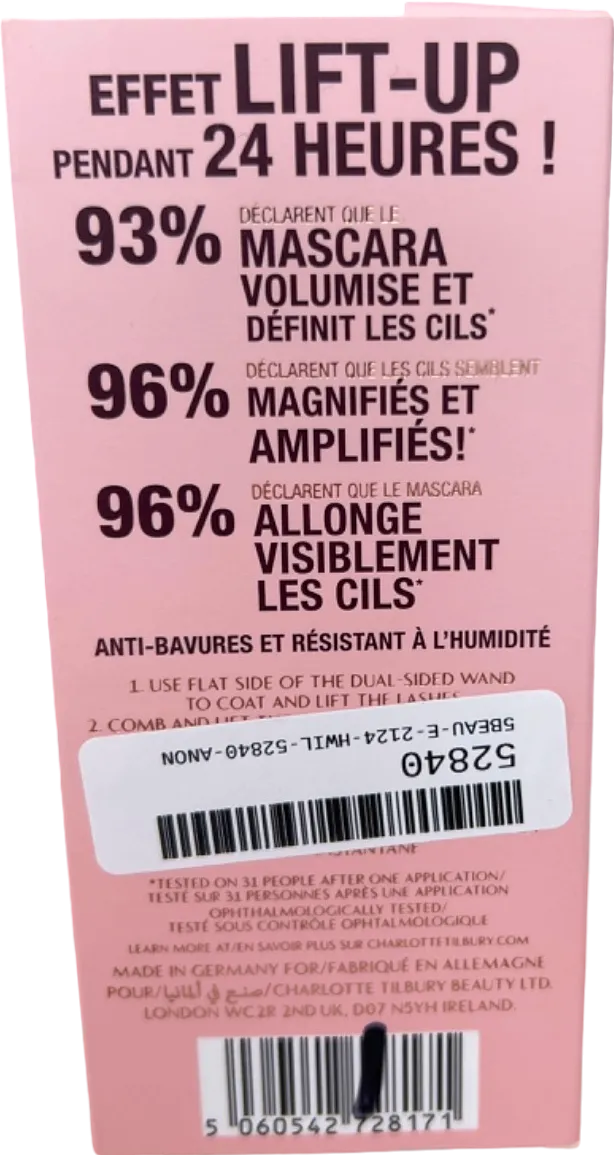 EFFET LIFT-UP
PENDANT 24 HEURES !
93% DÉCLARENT QUE LE
MASCARA
VOLUMISE ET
DÉFINIT LES CILS*
96% DÉCLARENT QUE LES CILS SEMBLENT
MAGNIFIÉS ET
AMPLIFIÉS!*
96% DÉCLARENT QUE LE MASCARA
ALLONGE
VISIBLEMENT
LES CILS*
ANTI-BAVURES ET RÉSISTANT À L'HUMIDITÉ
1. USE FLAT SIDE OF THE DUAL-SIDED WAND
TO COAT AND LIFT THE LASHES
2. COMB AND LIFT
5BEAU-E-2124-HWIL-52840-ANON
52840
*TESTED ON 31 PEOPLE AFTER ONE APPLICATION/
TESTÉ SUR 31 PERSONNES APRÈS UNE APPLICATION
OPHTHALMOLOGICALLY TESTED/
TESTÉ SOUS CONTRÔLE OPHTALMOLOGIQUE
LEARN MORE AT/EN SAVOIR PLUS SUR CHARLOTTETILBURY.COM
MADE IN GERMANY FOR/FABRIQUÉ EN ALLEMAGNE
POUR/صنع في ألمانيا لـ/CHARLOTTE TILBURY BEAUTY LTD.
LONDON WC2R 2ND UK, D07 N5YH IRELAND.
5 060542 728171